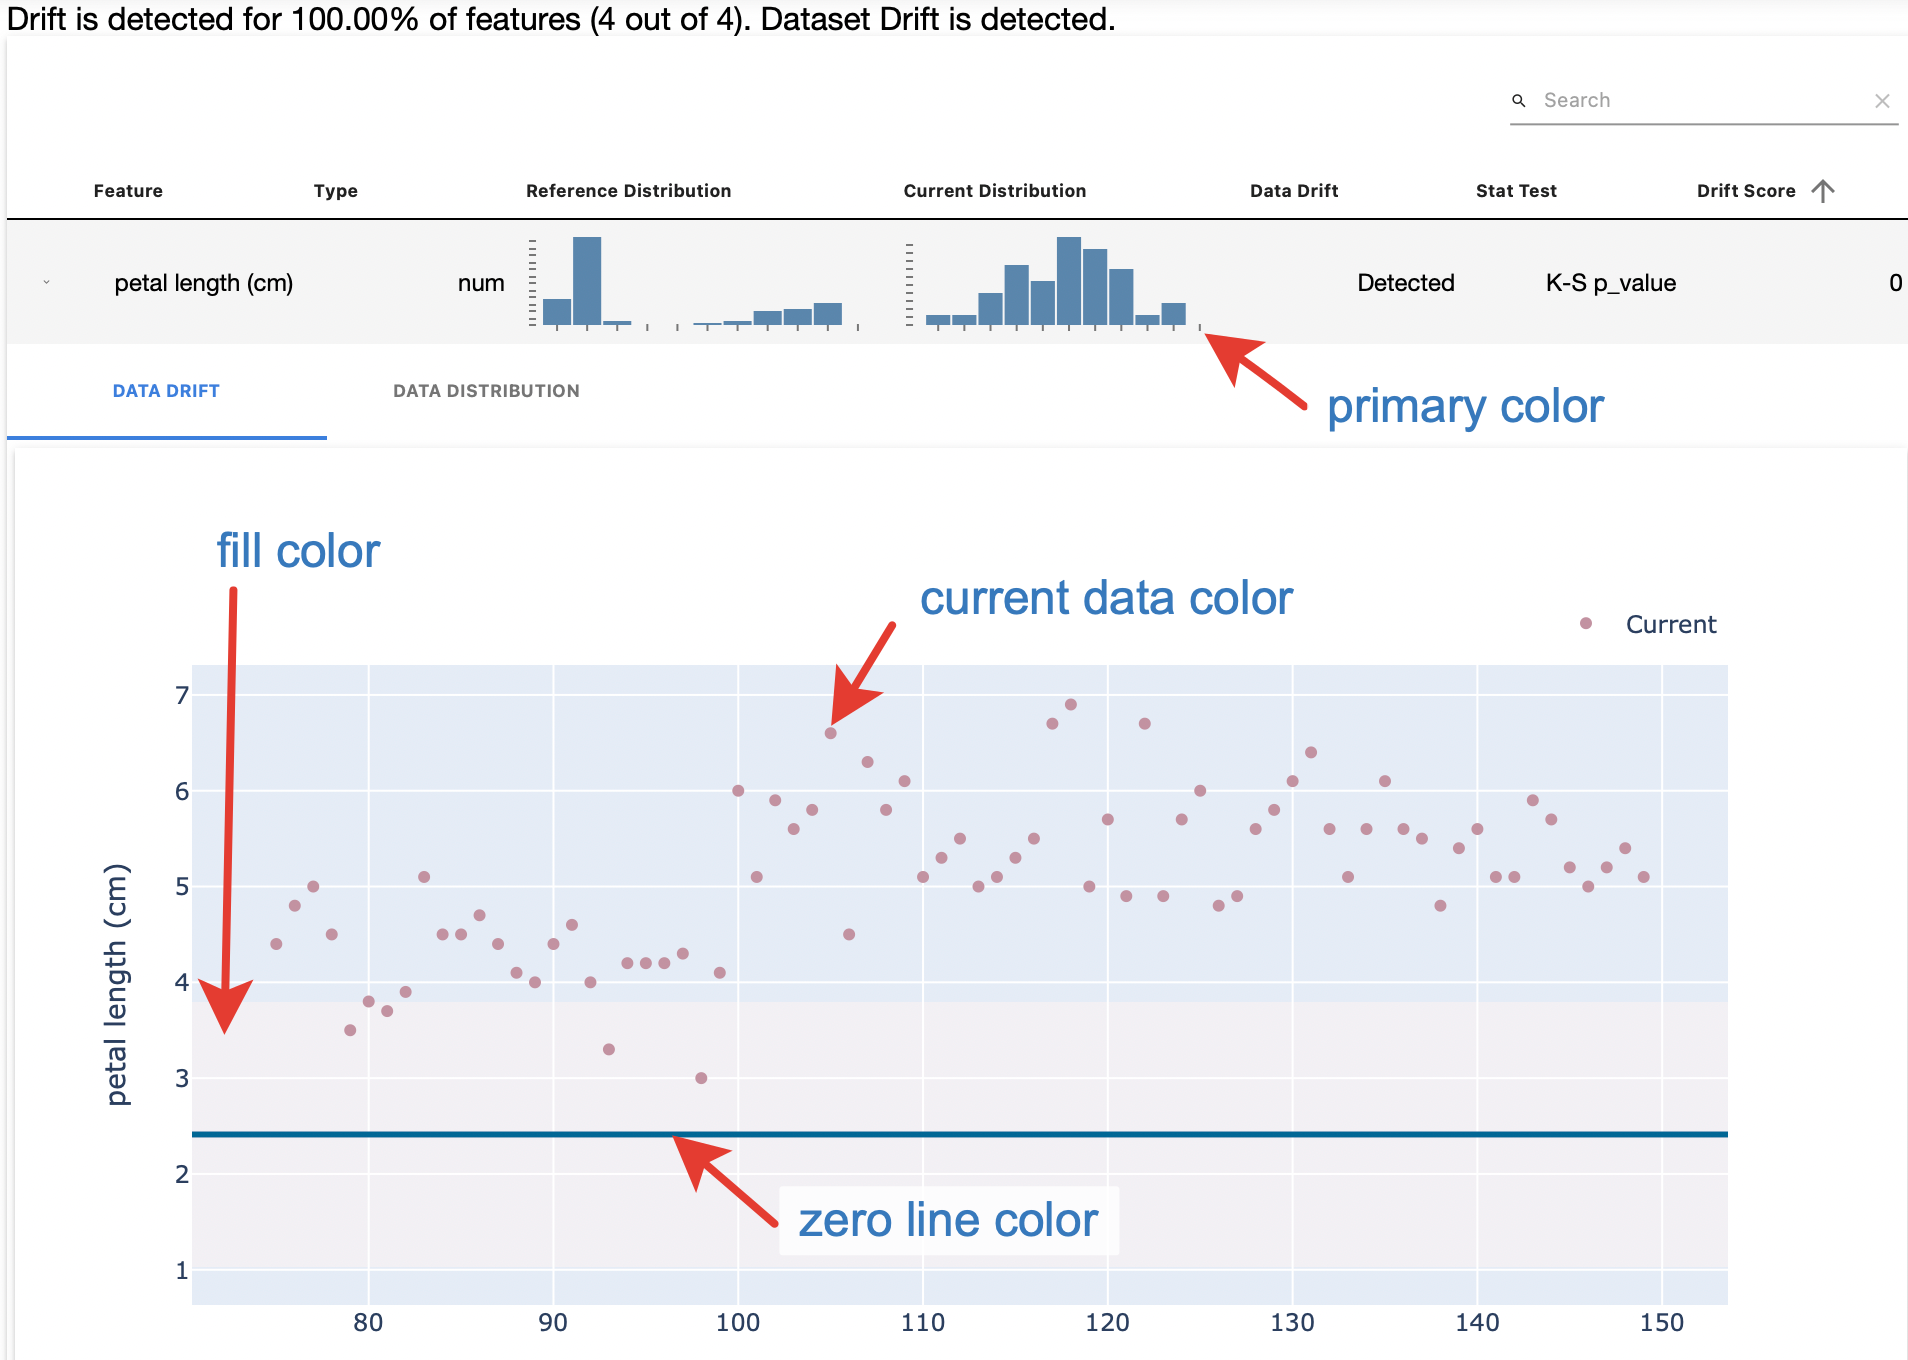 Drift is detected for 100.00% of features (4 out of 4). Dataset Drift is detected.
Search
Feature Type Reference Distribution Current Distribution Data Drift Stat Test Drift Score
petal length (cm) num Detected K-S p_value 0
primary color
DATA DRIFT DATA DISTRIBUTION
fill color
current data color
Current
7
6
5
4
3
2
1
petal length (cm)
zero line color
80 90 100 110 120 130 140 150